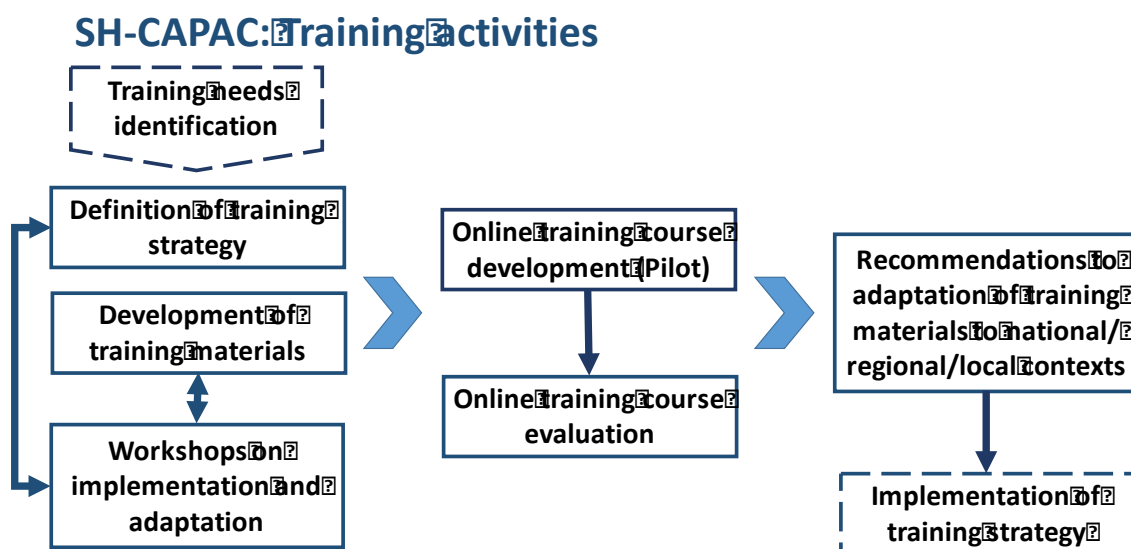 SH-CAPAC: Training activities
Training needs
identification
Definition of training
strategy
Development of
training materials
Workshops on
implementation and
adaptation
Online training course
development (Pilot)
Online training course
evaluation
Recommendations to
adaptation of training
materials to national/
regional/local contexts
Implementation of
training strategy